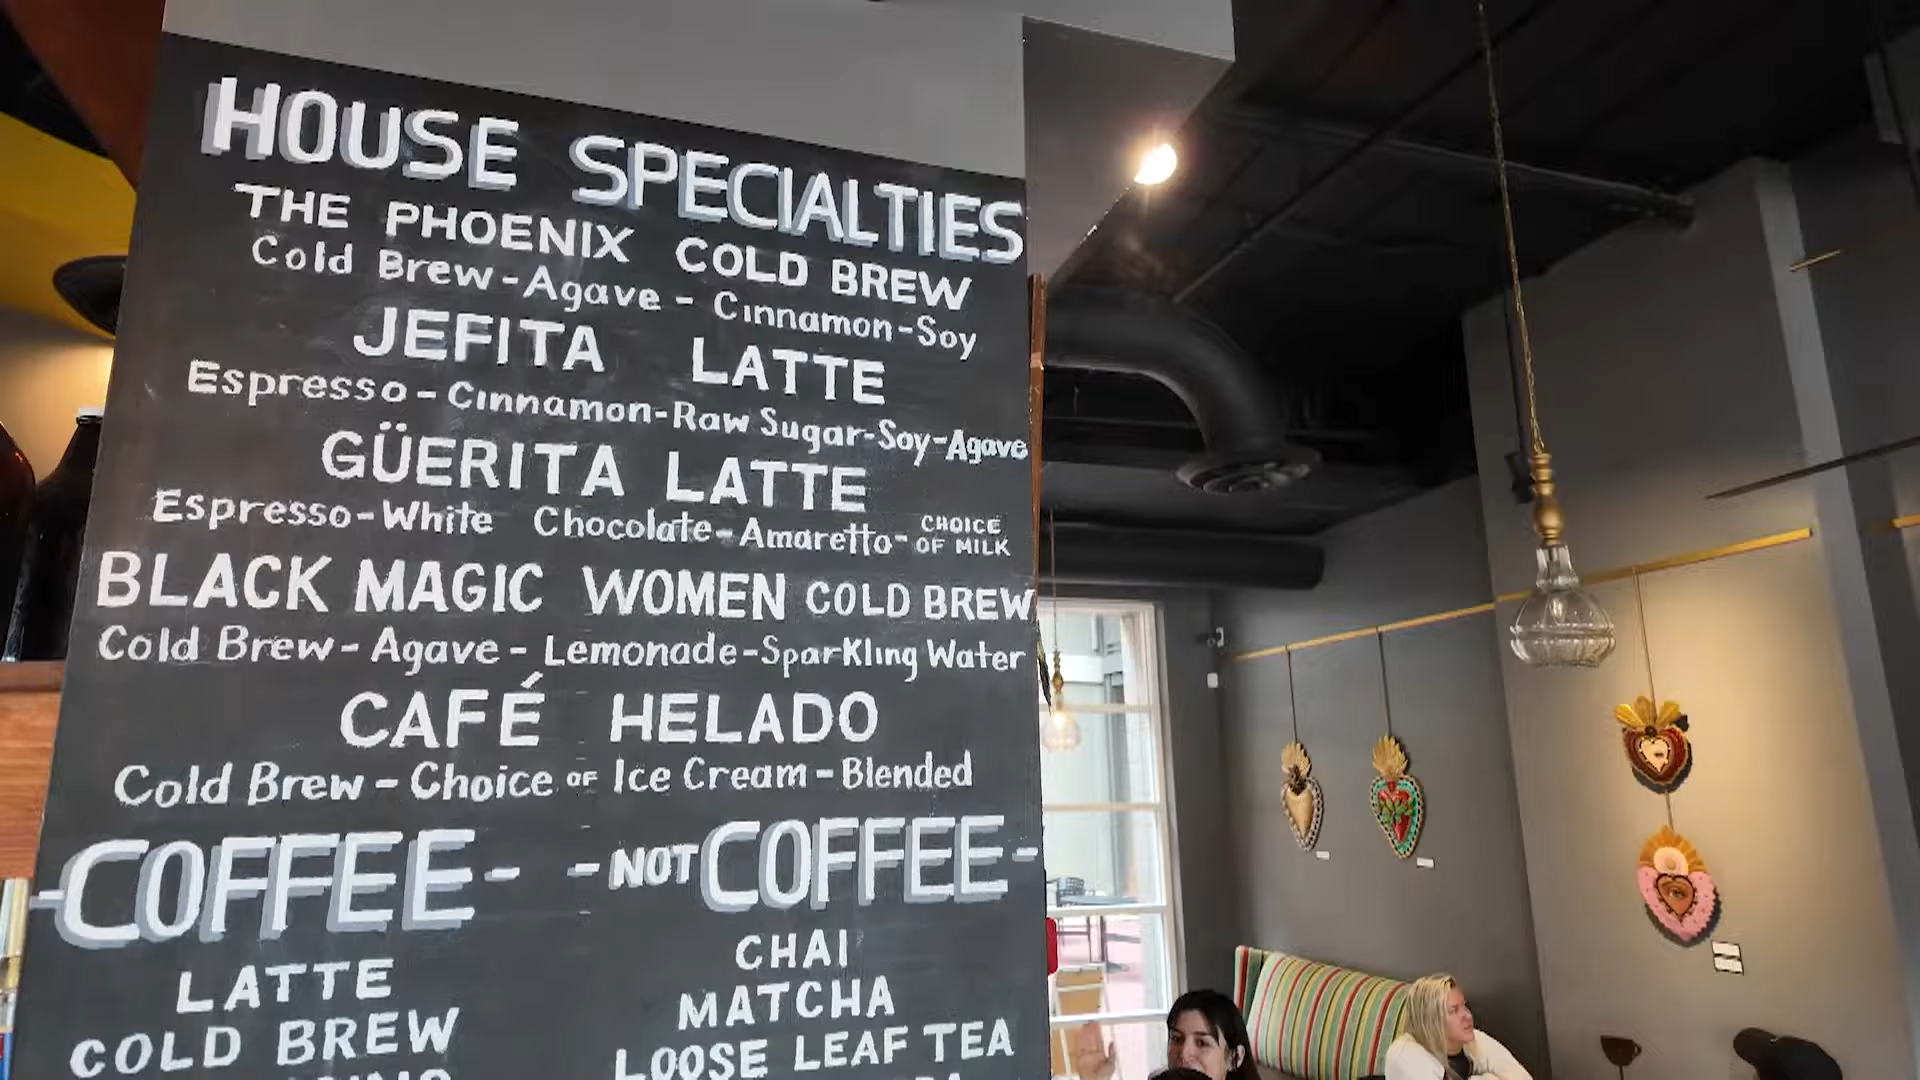 HOUSE SPECIALTIES
THE PHOENIX COLD BREW
Cold Brew-Agave-Cinnamon-Soy
JEFITA LATTE
Espresso-Cinnamon-Raw Sugar-Soy-Agave
GÜERITA LATTE
Espresso-White Chocolate-Amaretto-CHOICE OF MILK
BLACK MAGIC WOMEN COLD BREW
Cold Brew-Agave-Lemonade-Sparkling Water
CAFÉ HELADO
Cold Brew-Choice OF Ice Cream-Blended
-COFFEE-
LATTE
COLD BREW
-NOT COFFEE-
CHAI
MATCHA
LOOSE LEAF TEA